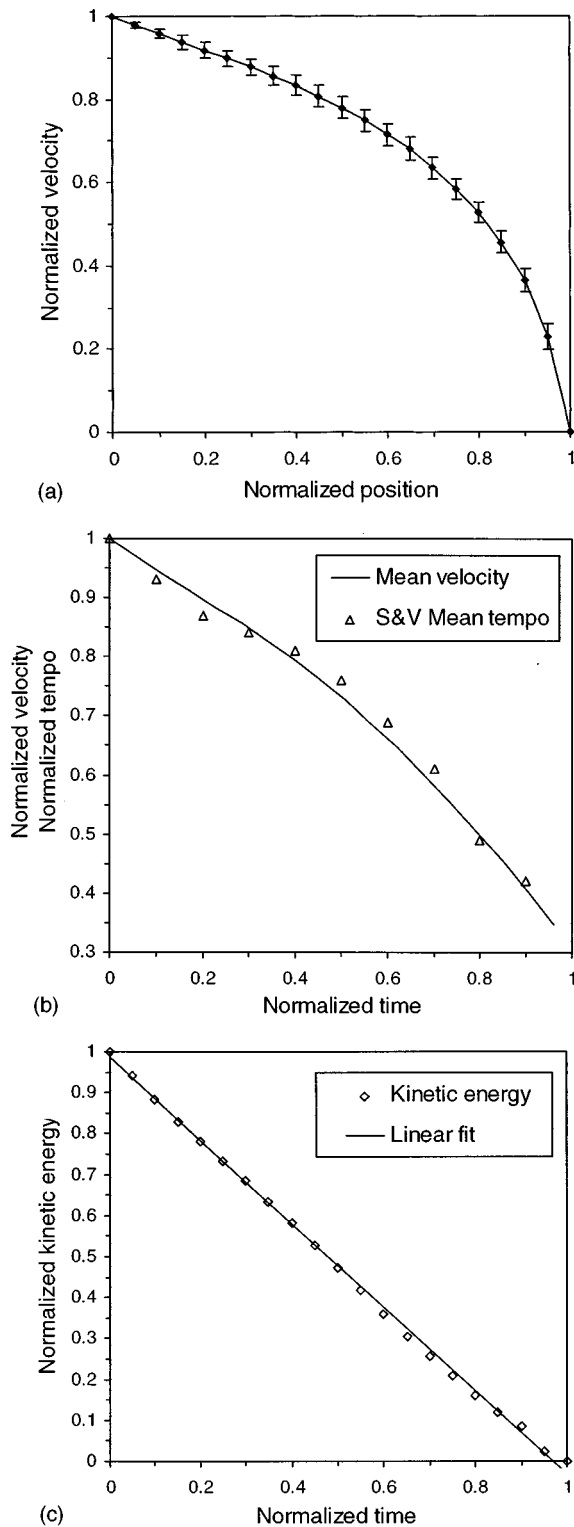 1
0.8
0.6
0.4
0.2
0
Normalized velocity
0 0.2 0.4 0.6 0.8 1
(a) Normalized position
1
0.9
0.8
0.7
0.6
0.5
0.4
0.3
Normalized velocity
Normalized tempo
Mean velocity
S&V Mean tempo
0 0.2 0.4 0.6 0.8 1
(b) Normalized time
1
0.9
0.8
0.7
0.6
0.5
0.4
0.3
0.2
0.1
0
Normalized kinetic energy
Kinetic energy
Linear fit
0 0.2 0.4 0.6 0.8 1
(c) Normalized time